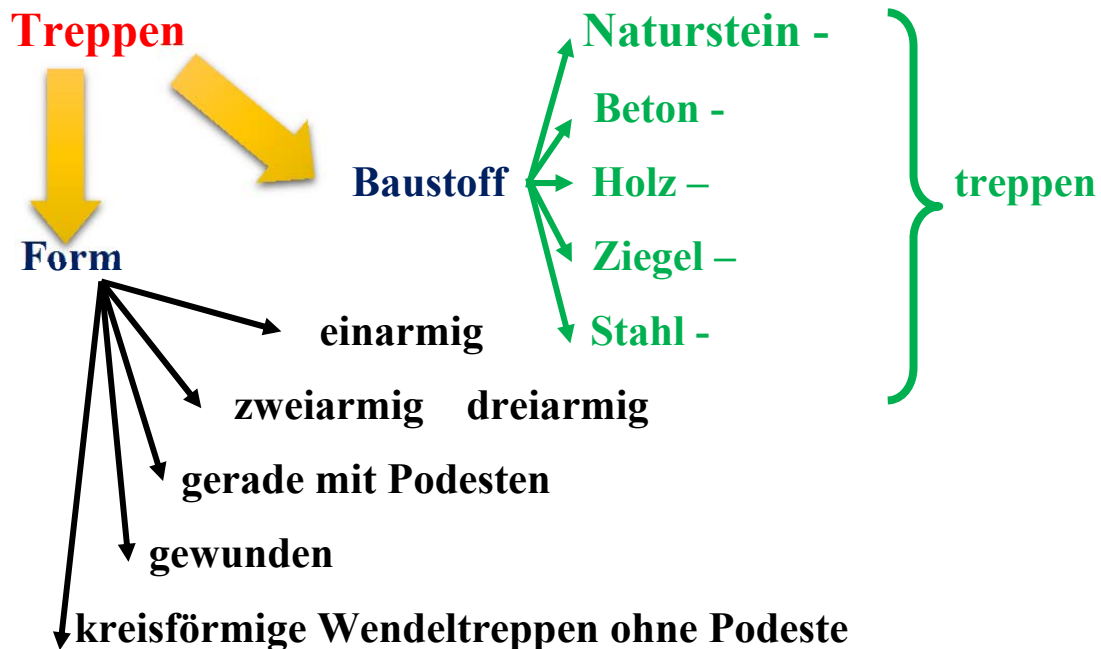 Treppen
Naturstein -
Beton -
Baustoff
Holz –
treppen
Form
Ziegel –
einarmig
Stahl -
zweiarmig dreiarmig
gerade mit Podesten
gewunden
kreisförmige Wendeltreppen ohne Podeste